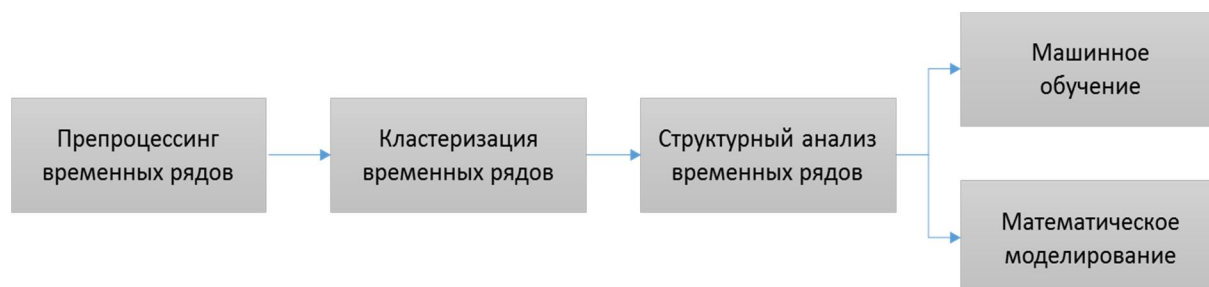 Препроцессинг
временных рядов
Кластеризация
временных рядов
Структурный анализ
временных рядов
Машинное
обучение
Математическое
моделирование